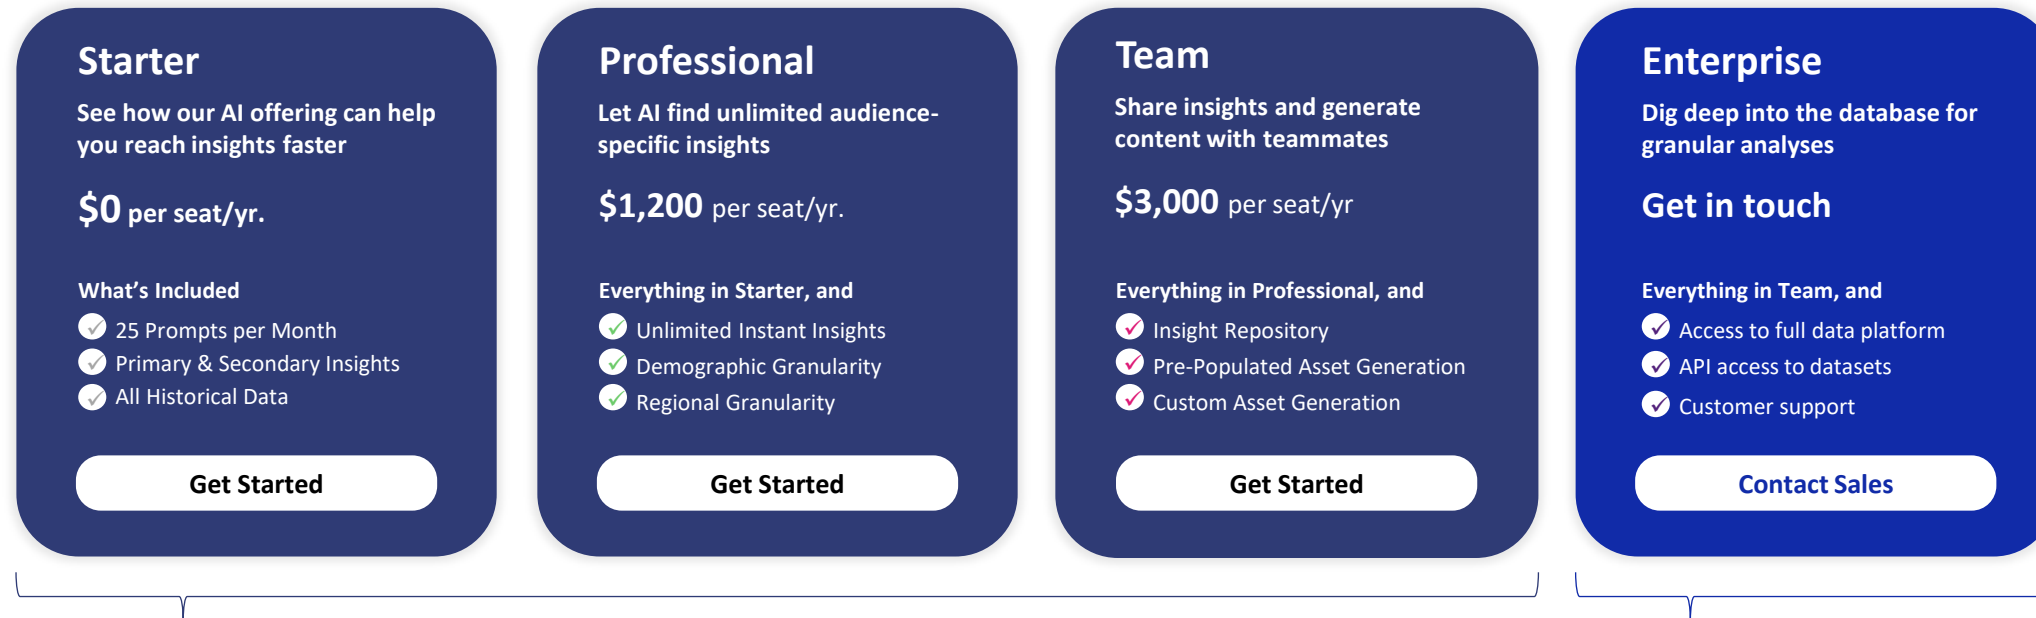 Starter
See how our AI offering can help
you reach insights faster
$0 per seat/yr.
What's Included
25 Prompts per Month
Primary & Secondary Insights
All Historical Data
Get Started
Professional
Let AI find unlimited audience-
specific insights
$1,200 per seat/yr.
Everything in Starter, and
Unlimited Instant Insights
Demographic Granularity
Regional Granularity
Get Started
Team
Share insights and generate
content with teammates
$3,000 per seat/yr
Everything in Professional, and
Insight Repository
Pre-Populated Asset Generation
Custom Asset Generation
Get Started
Enterprise
Dig deep into the database for
granular analyses
Get in touch
Everything in Team, and
Access to full data platform
API access to datasets
Customer support
Contact Sales